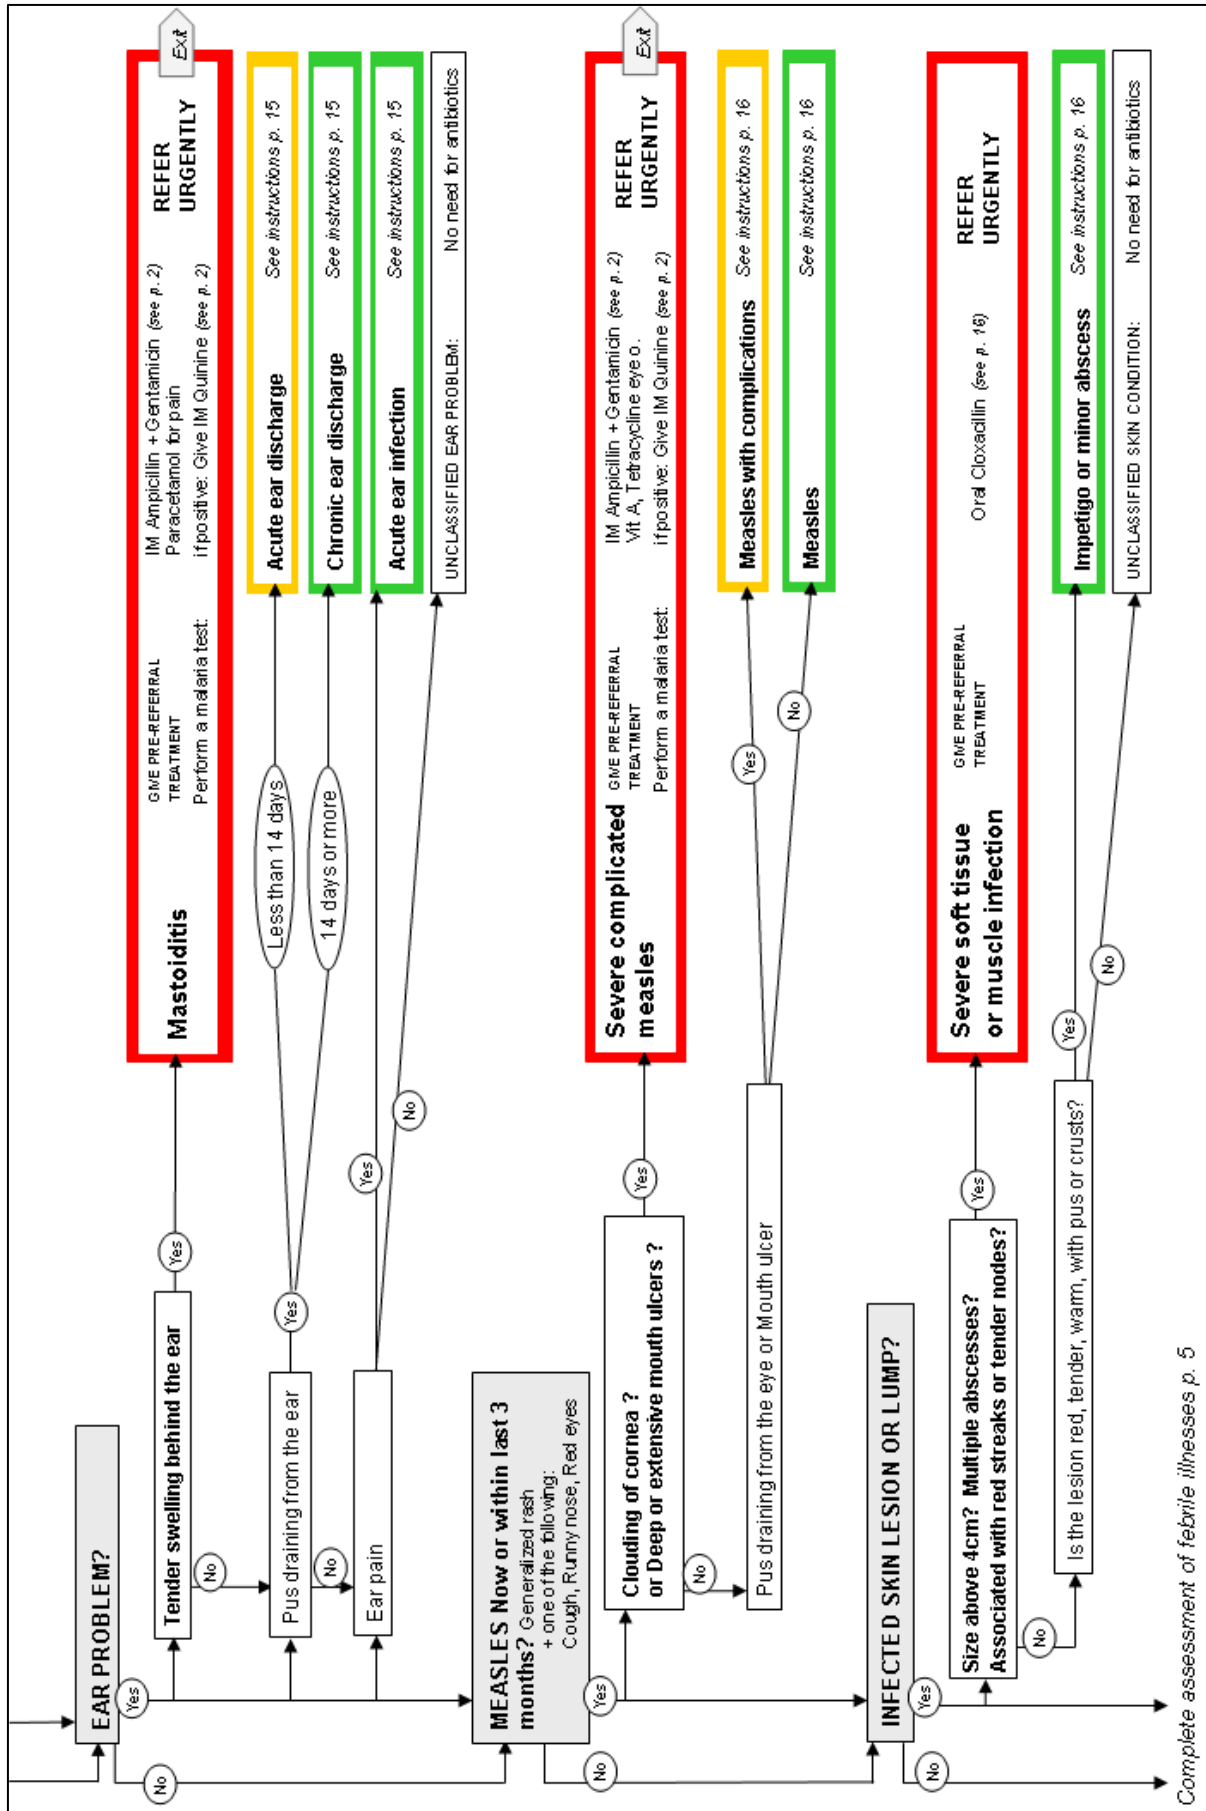 EAR PROBLEM?
Yes
No
Tender swelling behind the ear
Yes
No
Mastoiditis
GIVE PRE-REFERRAL
TREATMENT
Perform a malaria test:
IM Ampicillin + Gentamicin (see p. 2)
Paracetamol for pain
if positive: Give IM Quinine (see p. 2)
REFER
URGENTLY
Exit
Pus draining from the ear
Yes
No
Less than 14 days
14 days or more
Acute ear discharge
See instructions p. 15
Chronic ear discharge
See instructions p. 15
Ear pain
Yes
No
Acute ear infection
See instructions p. 15
UNCLASSIFIED EAR PROBLEM:
No need for antibiotics
MEASLES Now or within last 3
months? Generalized rash
+ one of the following:
Cough, Runny nose, Red eyes
Yes
No
Clouding of cornea ?
or Deep or extensive mouth ulcers ?
Yes
No
Severe complicated
measles
GIVE PRE-REFERRAL
TREATMENT
Perform a malaria test:
IM Ampicillin + Gentamicin (see p. 2)
Vit A, Tetracycline eye o.
if positive: Give IM Quinine (see p. 2)
REFER
URGENTLY
Exit
Pus draining from the eye or Mouth ulcer
Yes
No
Measles with complications
See instructions p. 16
Measles
See instructions p. 16
INFECTED SKIN LESION OR LUMP?
Yes
No
Size above 4cm? Multiple abscesses?
Associated with red streaks or tender nodes?
Yes
No
Severe soft tissue
or muscle infection
GIVE PRE-REFERRAL
TREATMENT
Oral Cloxacillin (see p. 16)
REFER
URGENTLY
Is the lesion red, tender, warm, with pus or crusts?
Yes
No
Impetigo or minor abscess
See instructions p. 16
UNCLASSIFIED SKIN CONDITION:
No need for antibiotics
Complete assessment of febrile illnesses p. 5